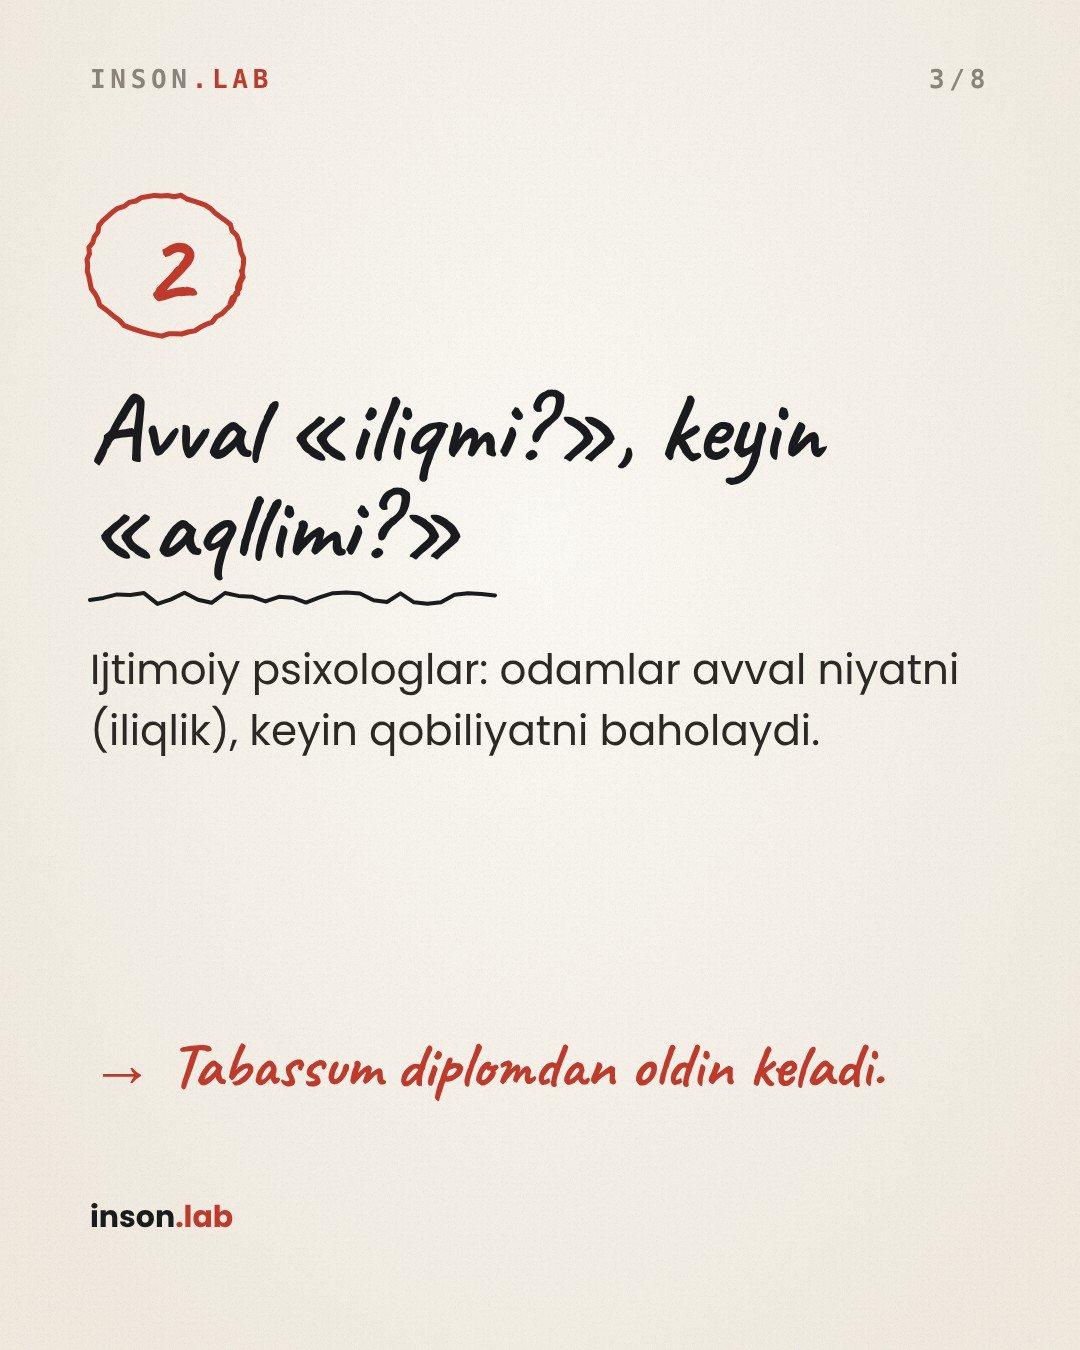 INSON.LAB
3/8
2
Avval «iliqmi?», keyin
«aqllimi?»
Ijtimoiy psixologlar: odamlar avval niyatni
(iliqlik), keyin qobiliyatni baholaydi.
→ Tabassum diplomdan oldin keladi.
inson.lab